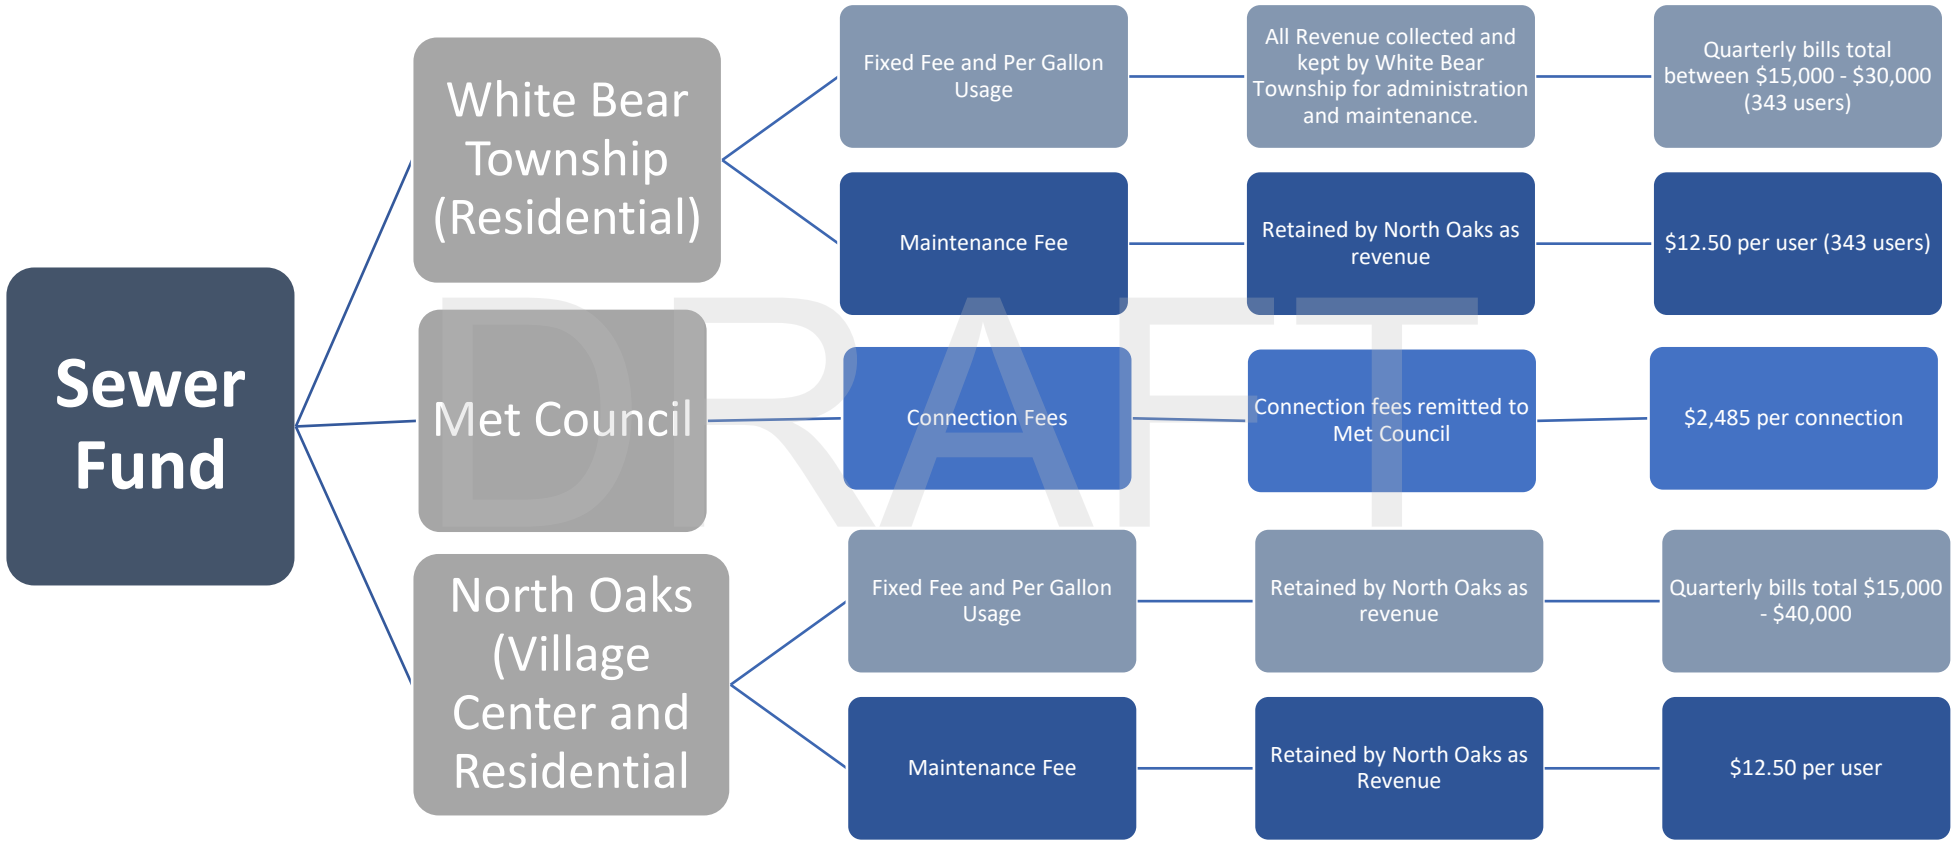 Sewer
Fund
White Bear
Township
(Residential)
Fixed Fee and Per Gallon
Usage
All Revenue collected and
kept by White Bear
Township for administration
and maintenance.
Quarterly bills total
between $15,000 - $30,000
(343 users)
Maintenance Fee
Retained by North Oaks as
revenue
$12.50 per user (343 users)
Met Council
Connection Fees
Connection fees remitted to
Met Council
$2,485 per connection
North Oaks
(Village
Center and
Residential
Fixed Fee and Per Gallon
Usage
Retained by North Oaks as
revenue
Quarterly bills total $15,000
- $40,000
Maintenance Fee
Retained by North Oaks as
Revenue
$12.50 per user
DRAFT